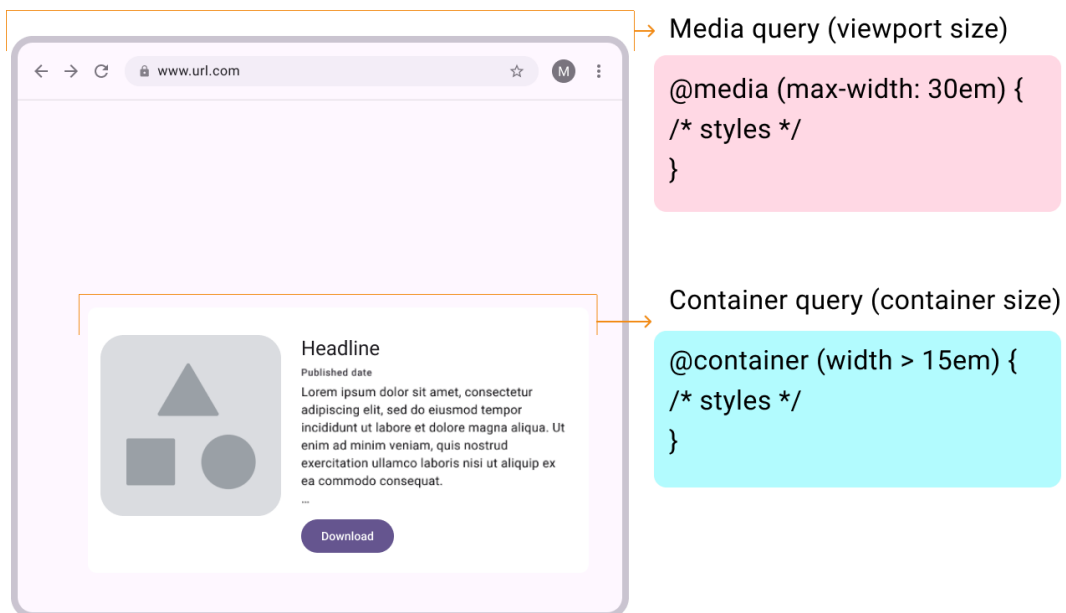 Media query (viewport size)
www.url.com
M
@media (max-width: 30em) {
/* styles */
}
Container query (container size)
Headline
Published date
Lorem ipsum dolor sit amet, consectetur
adipiscing elit, sed do eiusmod tempor
incididunt ut labore et dolore magna aliqua. Ut
enim ad minim veniam, quis nostrud
exercitation ullamco laboris nisi ut aliquip ex
ea commodo consequat.
...
Download
@container (width > 15em) {
/* styles */
}